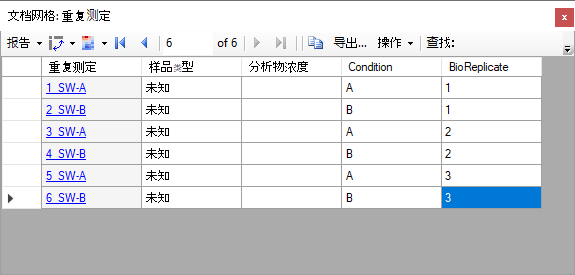 文档网格: 重复测定
报告 6 of 6 导出... 操作 查找:
重复测定 样品类型 分析物浓度 Condition BioReplicate
1_SW-A 未知 A 1
2_SW-B 未知 B 1
3_SW-A 未知 A 2
4_SW-B 未知 B 2
5_SW-A 未知 A 3
6_SW-B 未知 B 3